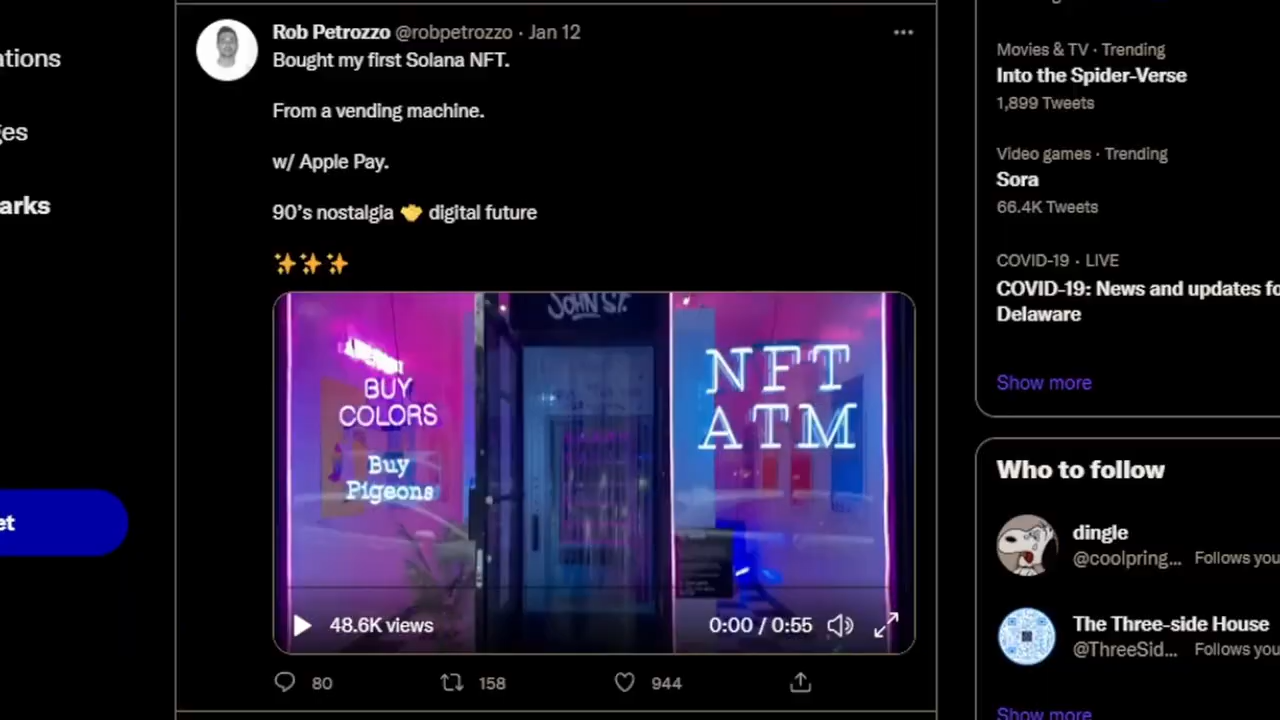 ations
ges
arks
et
Rob Petrozzo @robpetrozzo · Jan 12
Bought my first Solana NFT.
From a vending machine.
w/ Apple Pay.
90's nostalgia 🤝 digital future
✨✨✨
JOHN ST.
BUY
COLORS
Buy
Pigeons
NFT
ATM
48.6K views
0:00 / 0:55
80
158
944
Movies & TV · Trending
Into the Spider-Verse
1,899 Tweets
Video games · Trending
Sora
66.4K Tweets
COVID-19 · LIVE
COVID-19: News and updates fo
Delaware
Show more
Who to follow
dingle
@coolpring... Follows you
The Three-side House
@ThreeSid... Follows you
Show more